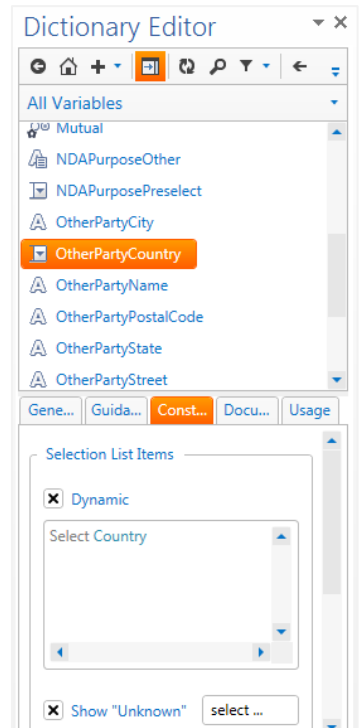 Dictionary Editor
All Variables
Mutual
NDAPurposeOther
NDAPurposePreselect
OtherPartyCity
OtherPartyCountry
OtherPartyName
OtherPartyPostalCode
OtherPartyState
OtherPartyStreet
Gene... Guida... Const... Docu... Usage
Selection List Items
Dynamic
Select Country
Show "Unknown" select ...